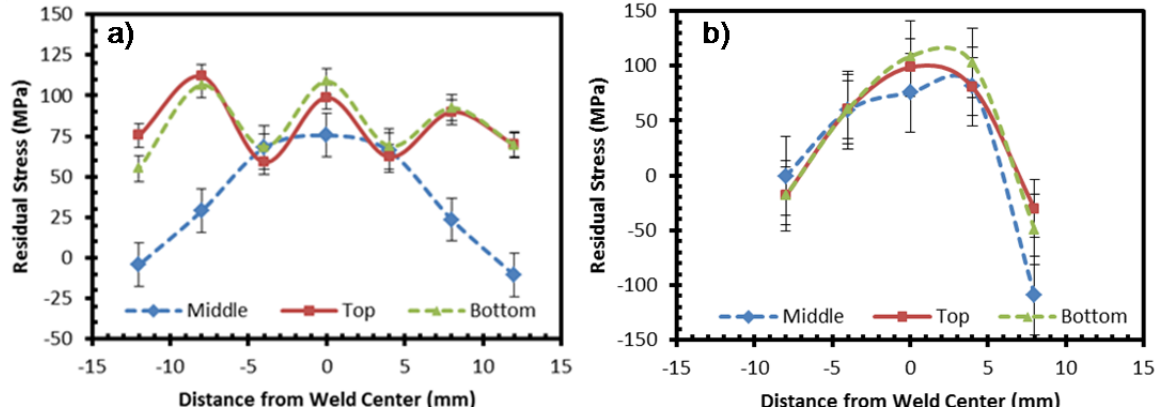 a)
Residual Stress (MPa)
150
125
100
75
50
25
0
-25
-50
Middle Top Bottom
-15 -10 -5 0 5 10 15
Distance from Weld Center (mm)
b)
Residual Stress (MPa)
150
100
50
0
-50
-100
-150
Middle Top Bottom
-15 -10 -5 0 5 10 15
Distance from Weld Center (mm)